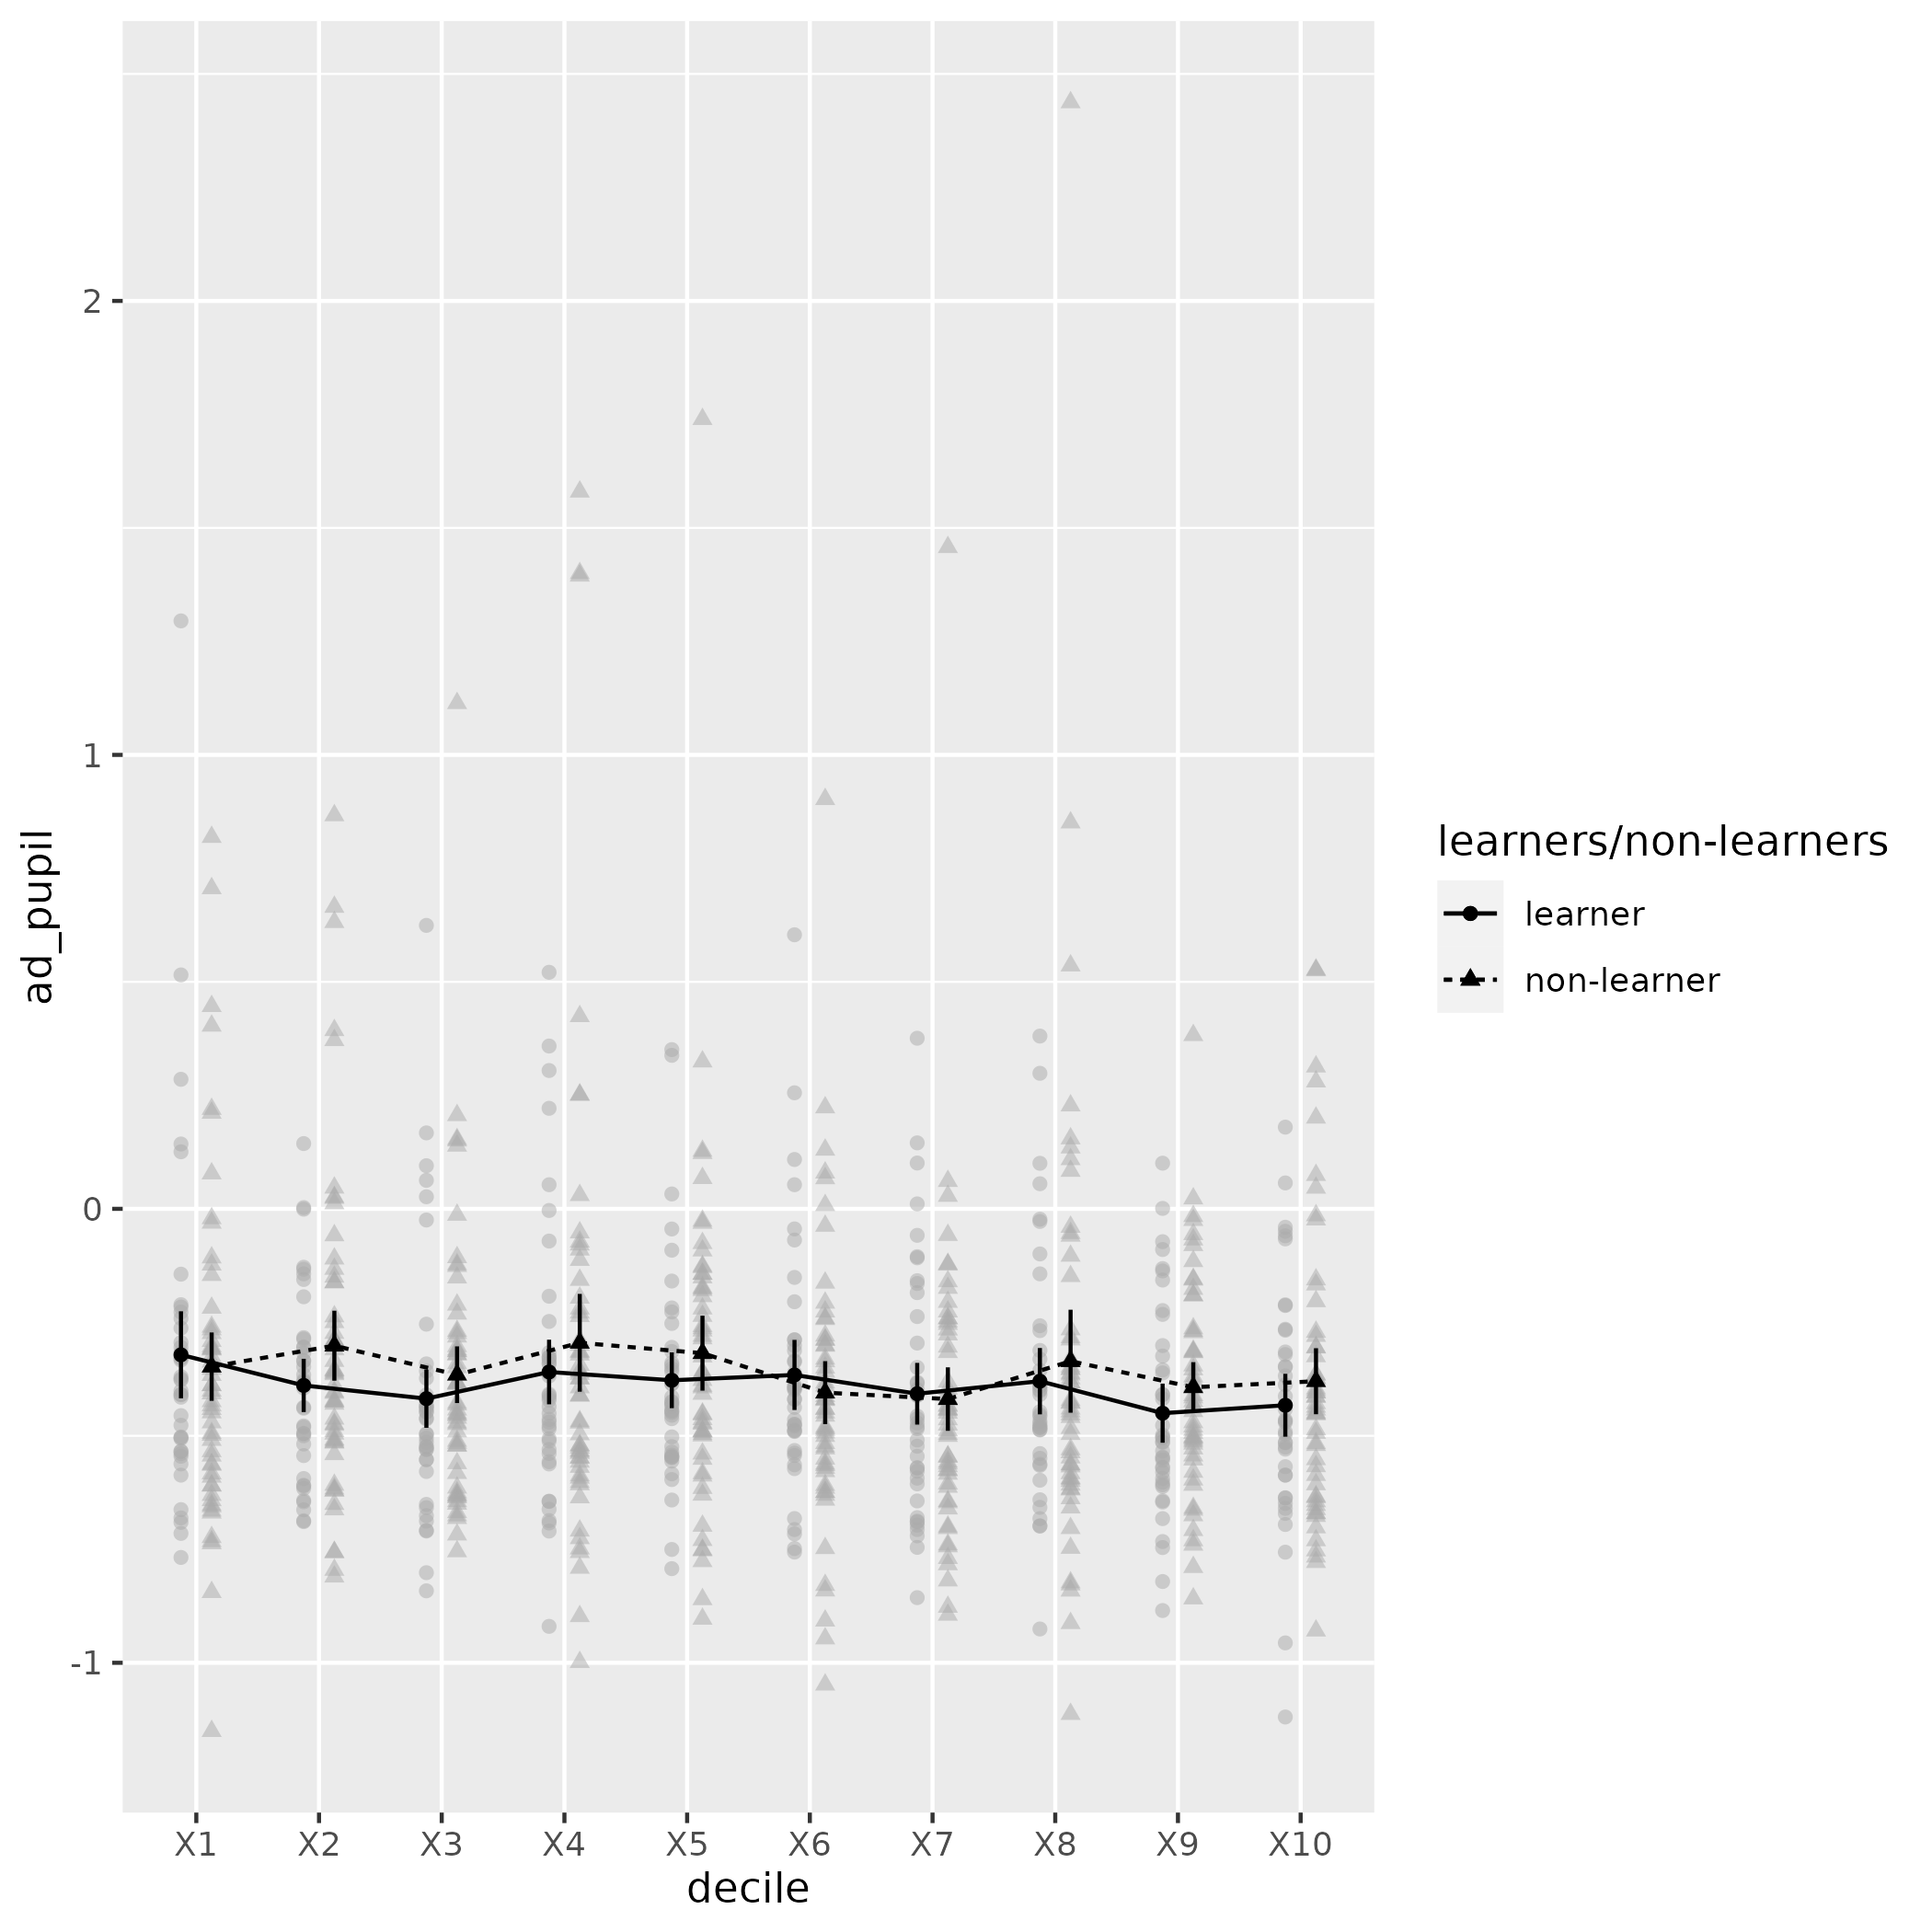 2
1
0
-1
ad_pupil
X1 X2 X3 X4 X5 X6 X7 X8 X9 X10
decile
learners/non-learners
learner
non-learner